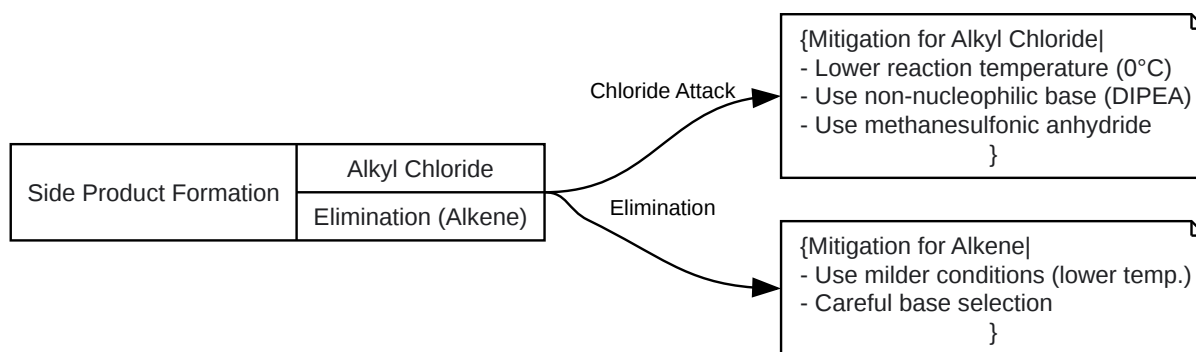 Side Product Formation
Alkyl Chloride
Elimination (Alkene)
Chloride Attack
Elimination
{Mitigation for Alkyl Chloride|
- Lower reaction temperature (0°C)
- Use non-nucleophilic base (DIPEA)
- Use methanesulfonic anhydride
}
{Mitigation for Alkene|
- Use milder conditions (lower temp.)
- Careful base selection
}